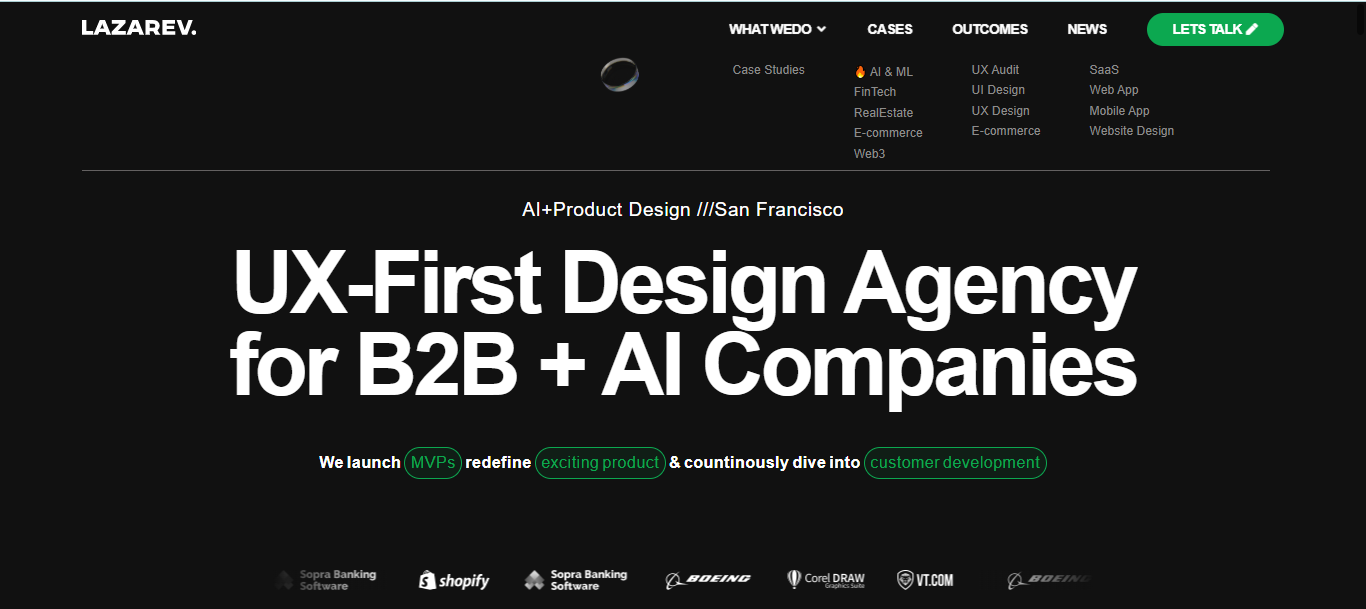 LAZAREV.
WHAT WEDO
CASES
OUTCOMES
NEWS
LETS TALK
Case Studies
🔥 AI & ML
FinTech
RealEstate
E-commerce
Web3
UX Audit
UI Design
UX Design
E-commerce
SaaS
Web App
Mobile App
Website Design
AI+Product Design ///San Francisco
UX-First Design Agency
for B2B + AI Companies
We launch MVPs redefine exciting product & countinously dive into customer development
Sopra Banking
Software
shopify
Sopra Banking
Software
BOEING
Corel DRAW
Graphics Suite
VT.COM
BOEING